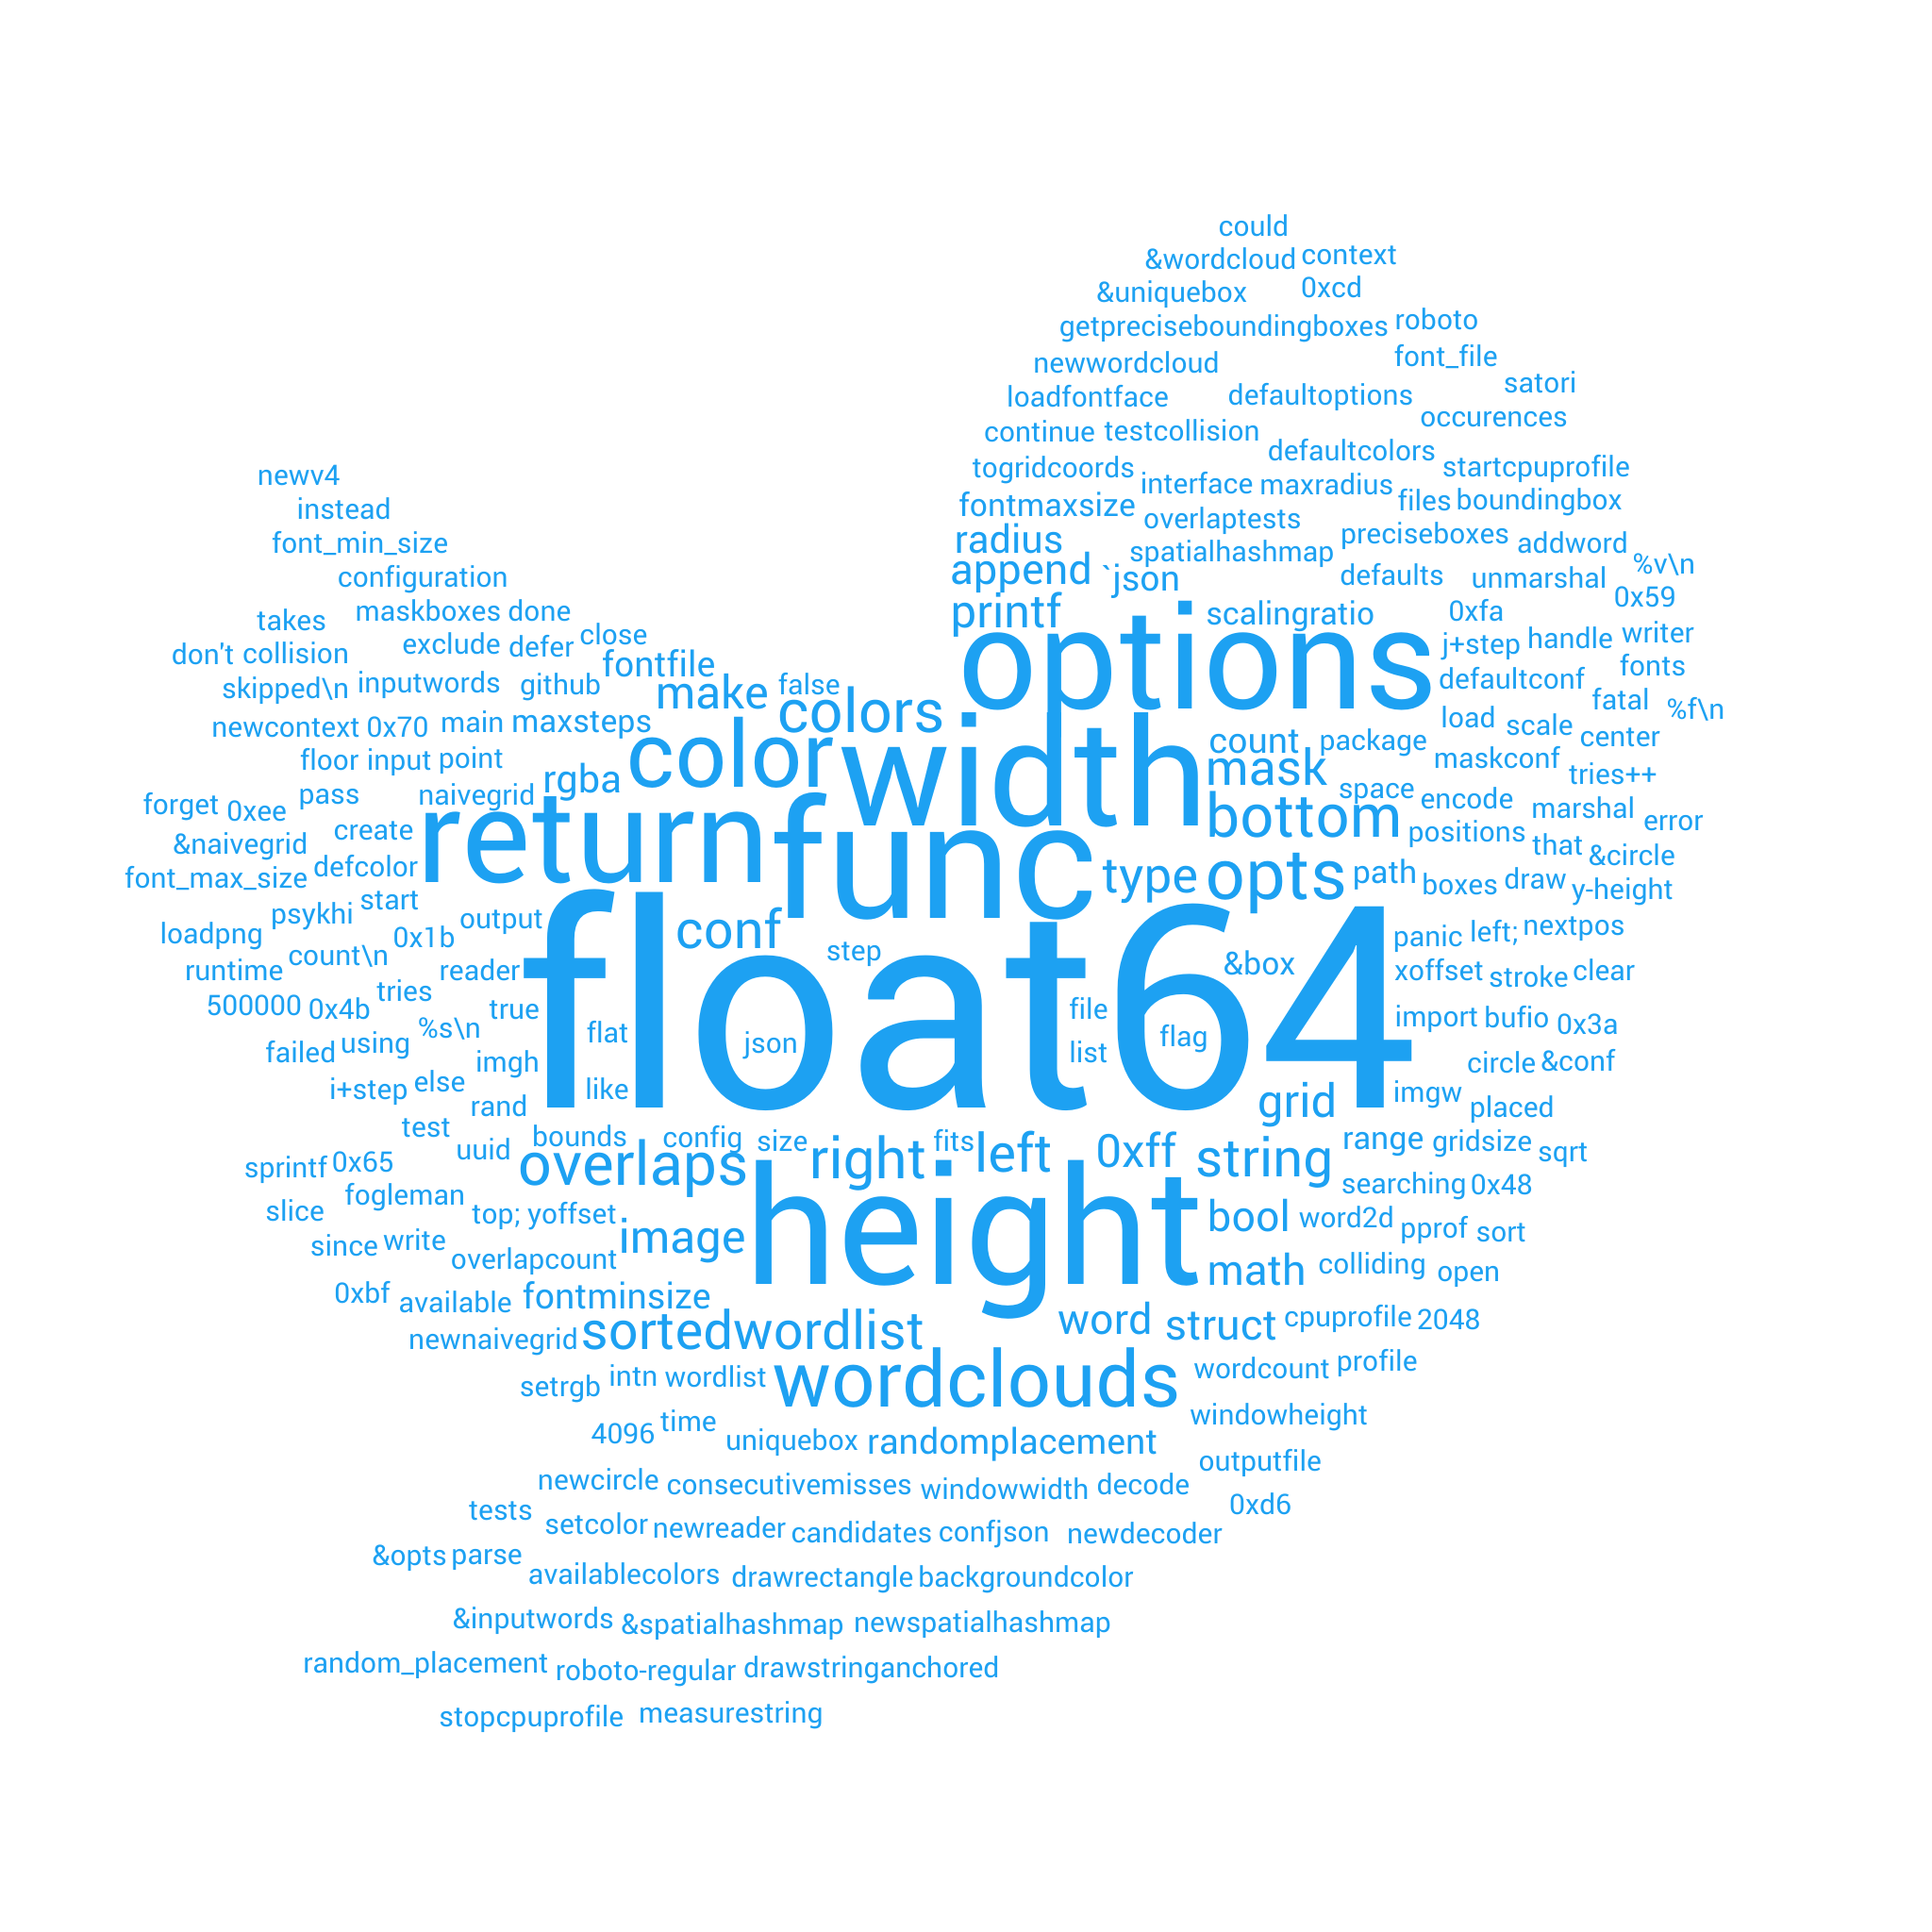 could
&wordcloud context
&uniquebox 0xcd
getpreciseboundingboxes roboto
newwordcloud font_file
loadfontface defaultoptions satori
continue testcollision occurences
togridcoords defaultcolors startcpuprofile
newv4 interface maxradius files boundingbox
instead fontmaxsize overlaptests
font_min_size radius spatialhashmap preciseboxes addword %v\n
configuration append `json defaults unmarshal
maskboxes done printf scalingratio 0xfa 0x59
takes exclude defer close options j+step handle writer
don't collision fontfile defaultconf fonts
skipped\n inputwords github make false colors fatal %f\n
newcontext 0x70 main maxsteps color width count package load scale center
floor input point rgba mask maskconf tries++
pass naivegrid space encode marshal
forget 0xee create return func bottom positions that error
&naivegrid defcolor type opts path boxes draw &circle
font_max_size start y-height
psykhi output conf step float64 &box panic left; nextpos
loadpng 0x1b
runtime count\n reader xoffset stroke clear
500000 0x4b tries true file import bufio 0x3a
failed using %s\n flat json list flag circle &conf
imgh
i+step else like grid imgw placed
rand
test uuid bounds config size right fits left 0xff string range gridsize sqrt
sprintf 0x65 overlaps height searching 0x48
slice fogleman top; yoffset image bool word2d pprof sort
since write overlapcount math colliding open
0xbf available fontminsize word struct cpuprofile 2048
newnaivegrid sortedwordlist
setrgb intn wordlist wordclouds wordcount profile
4096 time uniquebox randomplacement windowheight
newcircle consecutivemisses windowwidth decode outputfile
tests setcolor newreader candidates confjson newdecoder 0xd6
&opts parse availablecolors drawrectangle backgroundcolor
&inputwords &spatialhashmap newspatialhashmap
random_placement roboto-regular drawstringanchored
stopcpuprofile measurestring